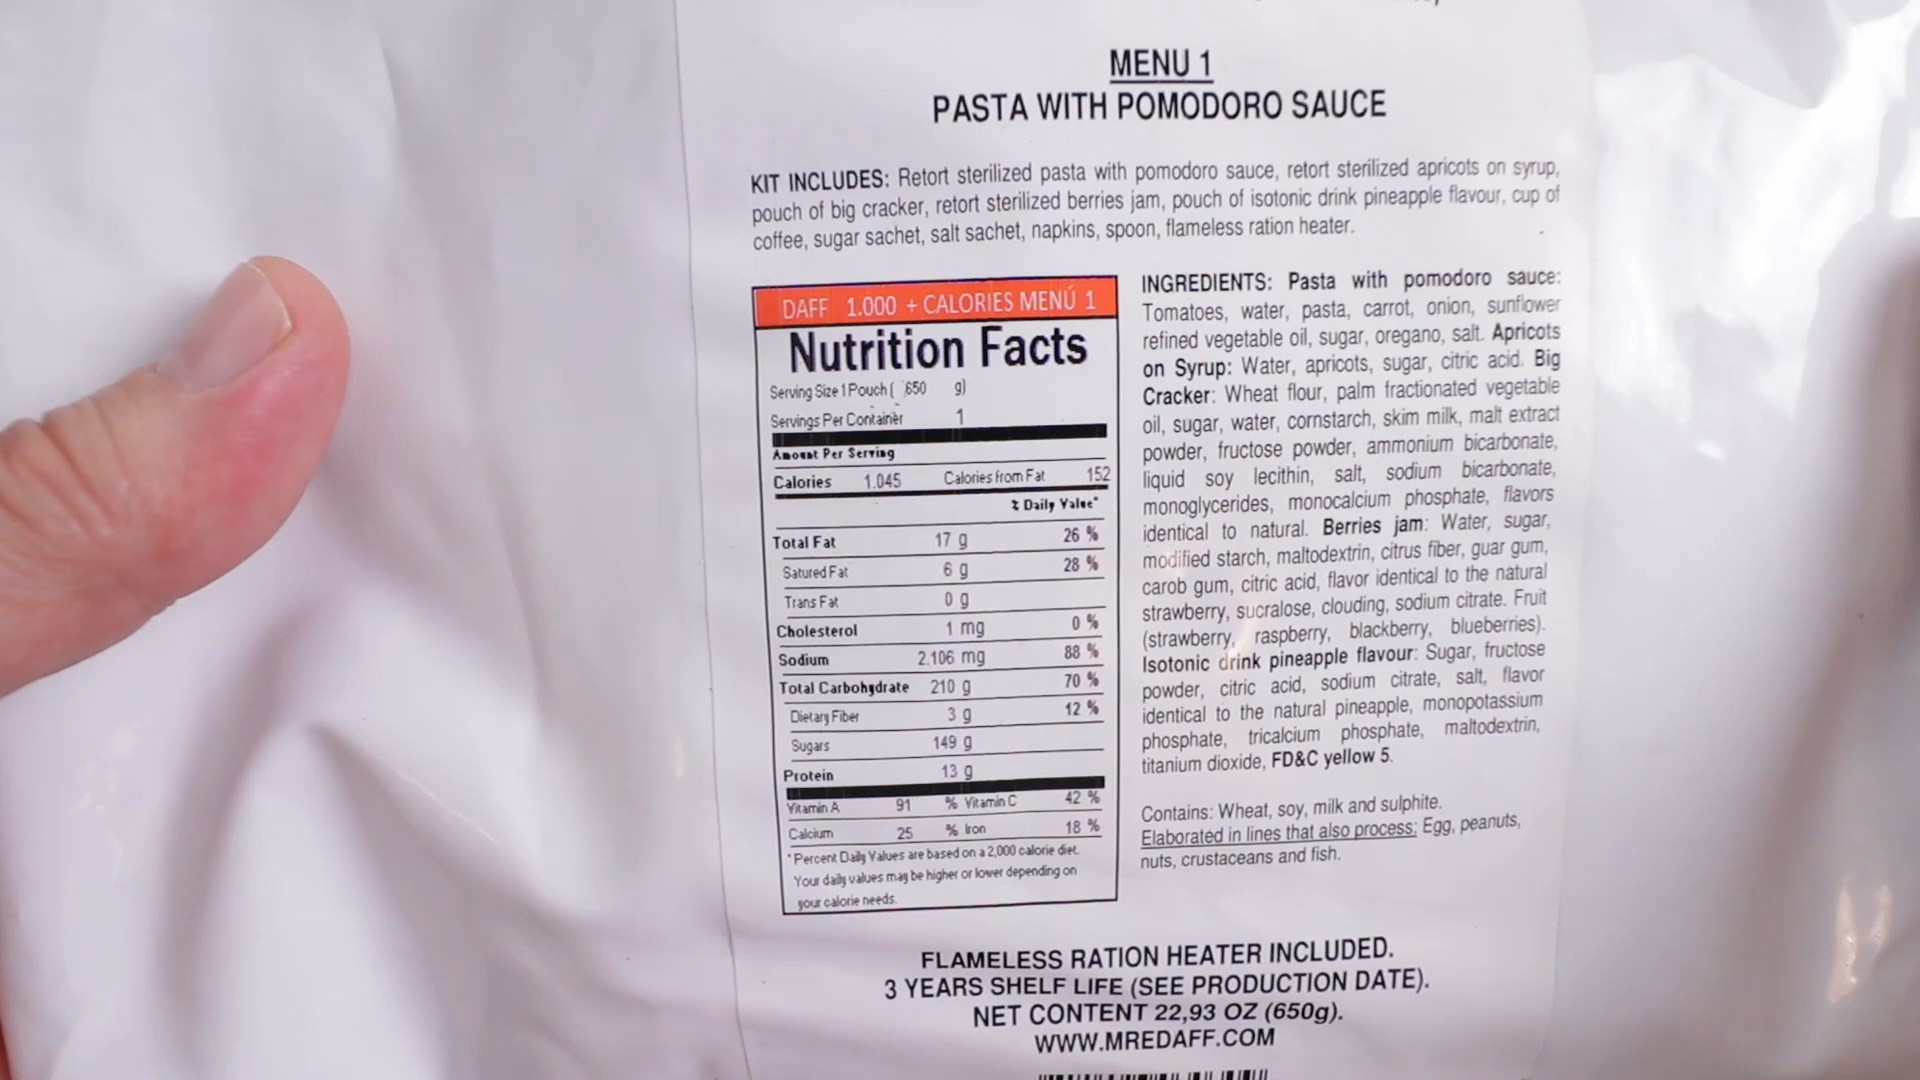 MENU 1
PASTA WITH POMODORO SAUCE
KIT INCLUDES: Retort sterilized pasta with pomodoro sauce, retort sterilized apricots on syrup,
pouch of big cracker, retort sterilized berries jam, pouch of isotonic drink pineapple flavour, cup of
coffee, sugar sachet, salt sachet, napkins, spoon, flameless ration heater.
DAFF 1.000 + CALORIES MENÚ 1
Nutrition Facts
Serving Size 1 Pouch ( 650 g)
Servings Per Container 1
Amount Per Serving
Calories 1.045 Calories from Fat 152
% Daily Value*
Total Fat 17 g 26 %
Satured Fat 6 g 28 %
Trans Fat 0 g
Cholesterol 1 mg 0 %
Sodium 2.106 mg 88 %
Total Carbohydrate 210 g 70 %
Dietary Fiber 3 g 12 %
Sugars 149 g
Protein 13 g
Vitamin A 91 % Vitamin C 42 %
Calcium 25 % Iron 18 %
*Percent Daily Values are based on a 2,000 calorie diet.
Your daily values may be higher or lower depending on
your calorie needs.
INGREDIENTS: Pasta with pomodoro sauce:
Tomatoes, water, pasta, carrot, onion, sunflower
refined vegetable oil, sugar, oregano, salt. Apricots
on Syrup: Water, apricots, sugar, citric acid. Big
Cracker: Wheat flour, palm fractionated vegetable
oil, sugar, water, cornstarch, skim milk, malt extract
powder, fructose powder, ammonium bicarbonate,
liquid soy lecithin, salt, sodium bicarbonate,
monoglycerides, monocalcium phosphate, flavors
identical to natural. Berries jam: Water, sugar,
modified starch, maltodextrin, citrus fiber, guar gum,
carob gum, citric acid, flavor identical to the natural
strawberry, sucralose, clouding, sodium citrate. Fruit
(strawberry, raspberry, blackberry, blueberries).
Isotonic drink pineapple flavour: Sugar, fructose
powder, citric acid, sodium citrate, salt, flavor
identical to the natural pineapple, monopotassium
phosphate, tricalcium phosphate, maltodextrin,
titanium dioxide, FD&C yellow 5.
Contains: Wheat, soy, milk and sulphite.
Elaborated in lines that also process: Egg, peanuts,
nuts, crustaceans and fish.
FLAMELESS RATION HEATER INCLUDED.
3 YEARS SHELF LIFE (SEE PRODUCTION DATE).
NET CONTENT 22,93 OZ (650g).
WWW.MREDAFF.COM